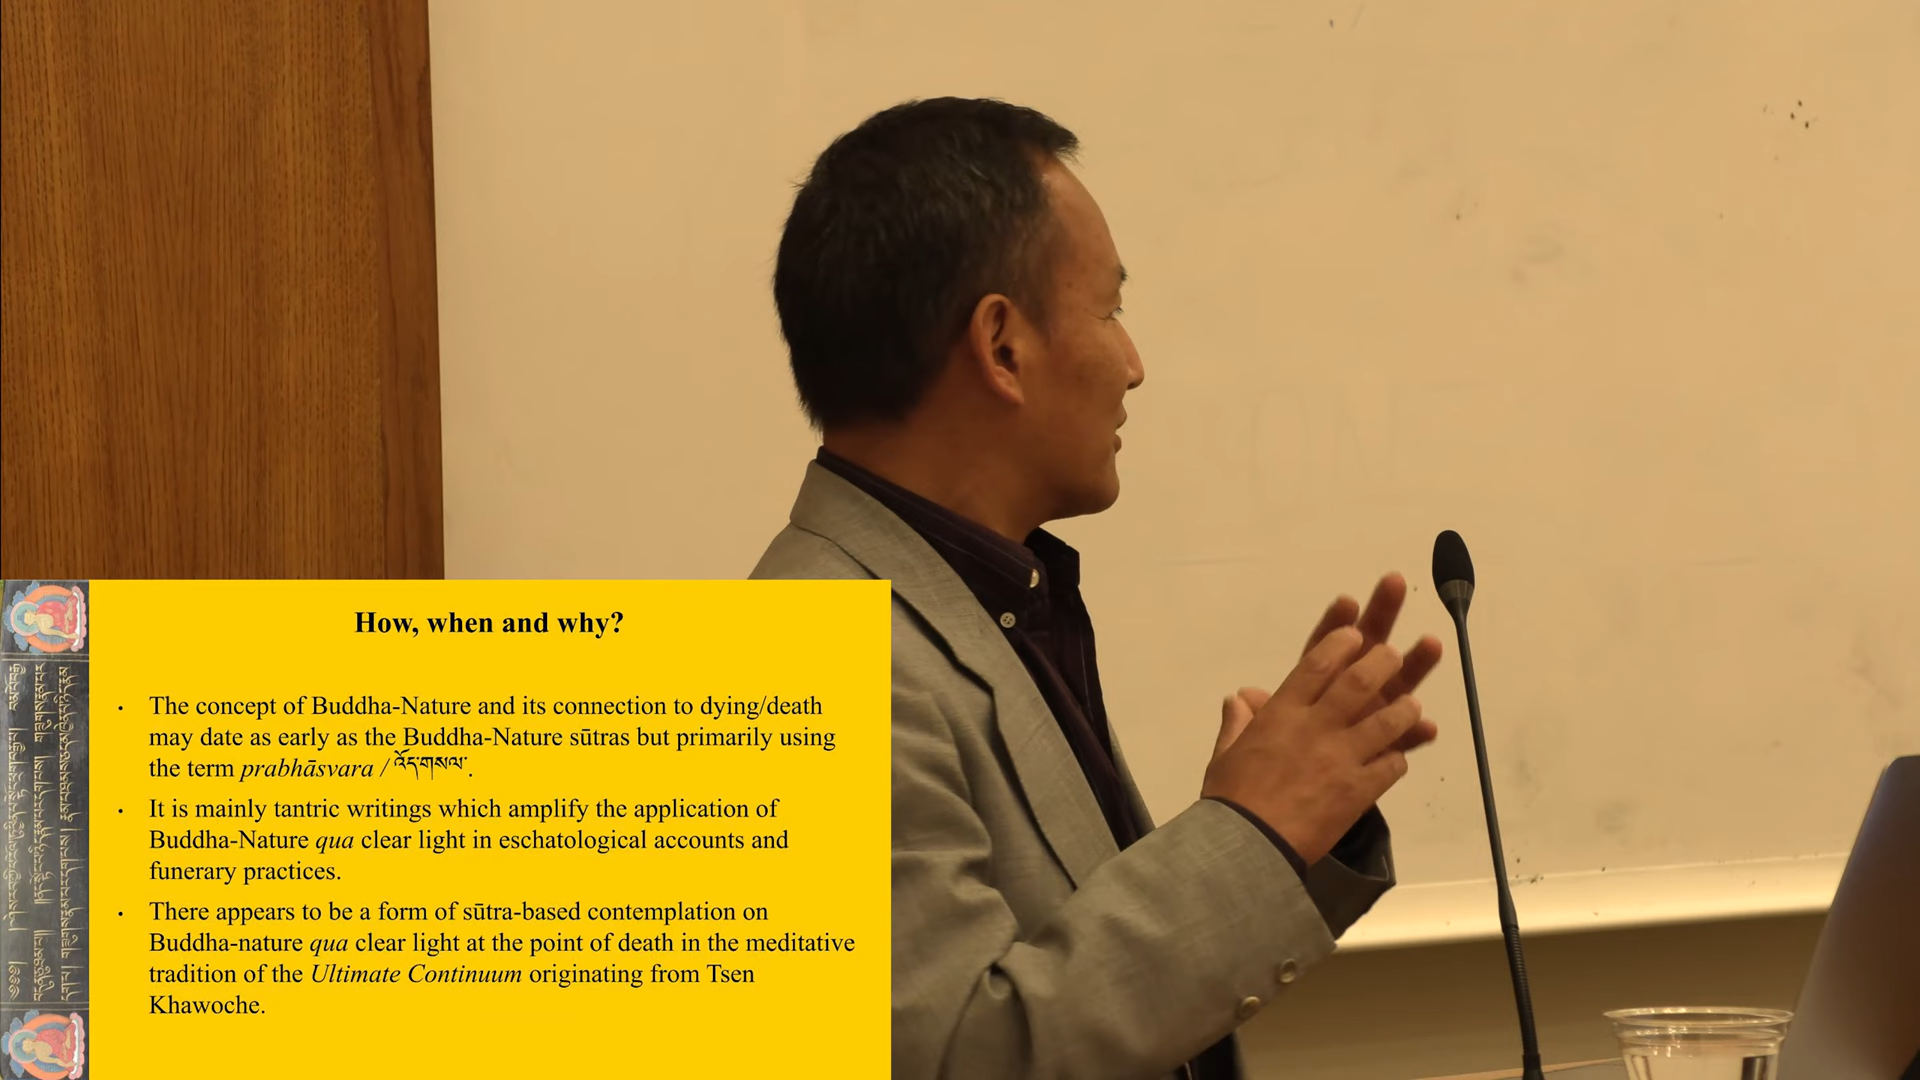 How, when and why?
• The concept of Buddha-Nature and its connection to dying/death
may date as early as the Buddha-Nature sūtras but primarily using
the term prabhāsvara / འོད་གསལ་.
• It is mainly tantric writings which amplify the application of
Buddha-Nature qua clear light in eschatological accounts and
funerary practices.
• There appears to be a form of sūtra-based contemplation on
Buddha-nature qua clear light at the point of death in the meditative
tradition of the Ultimate Continuum originating from Tsen
Khawoche.